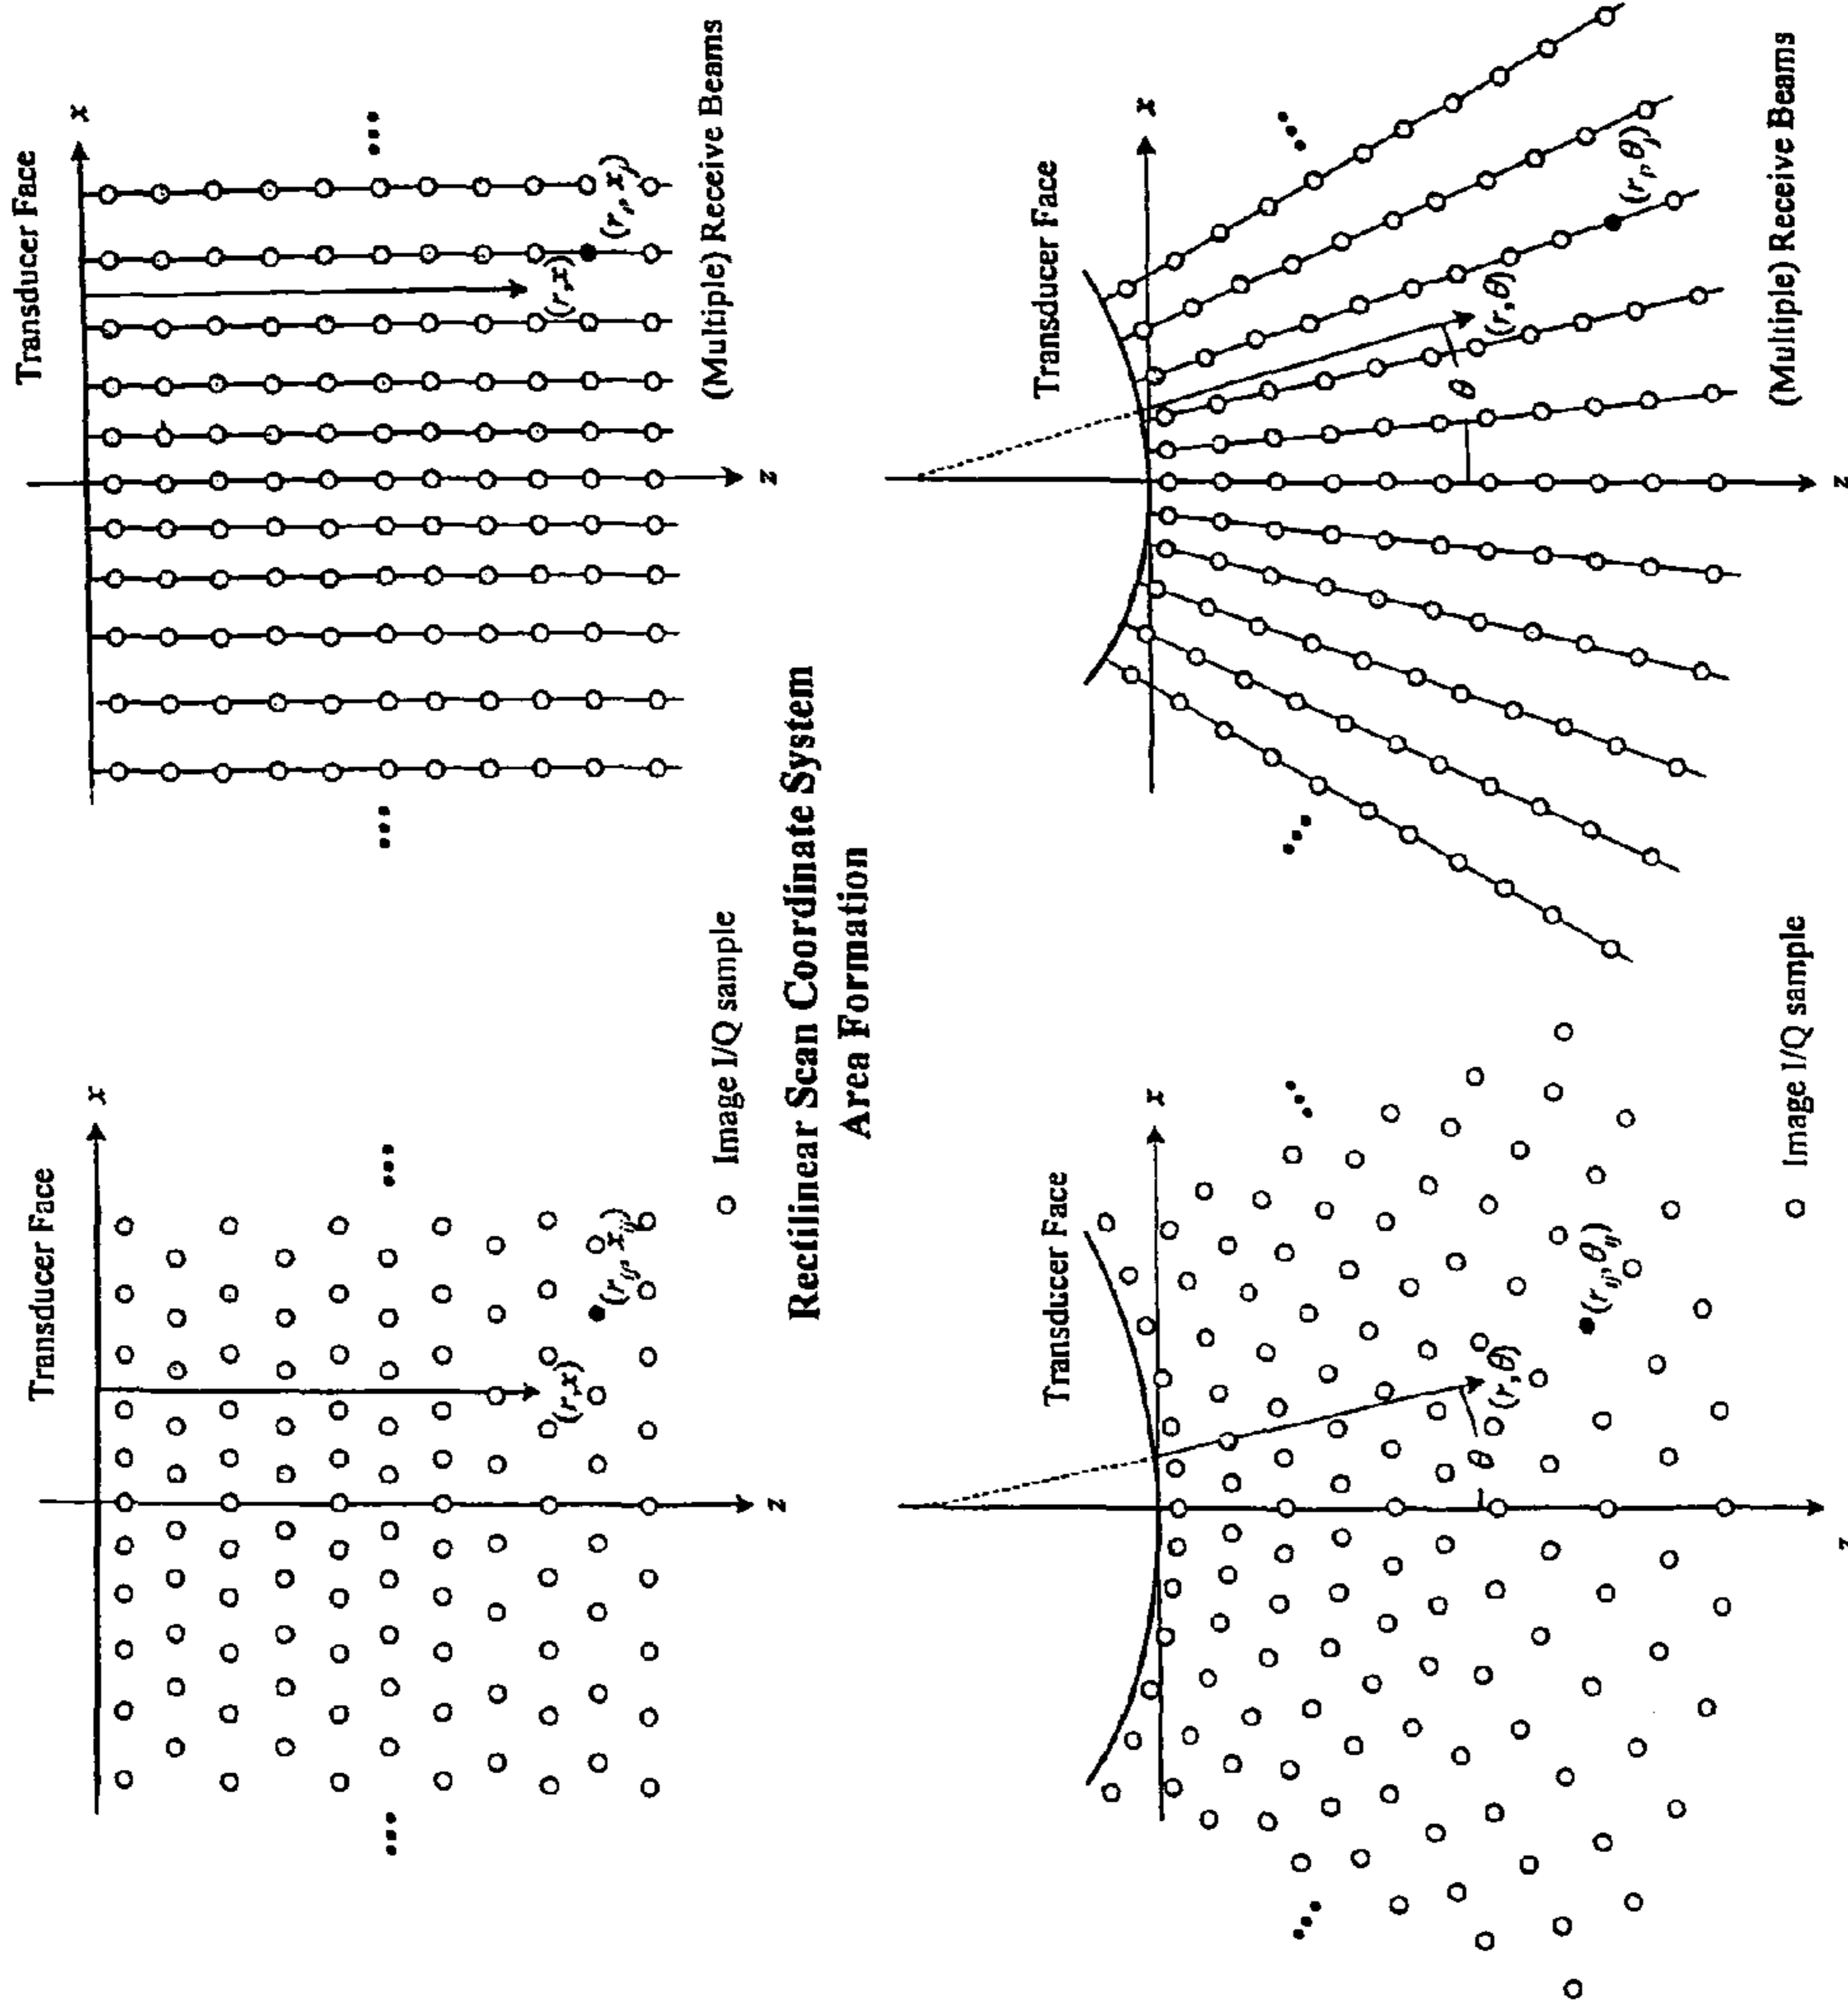 Transducer Face
x
(r_ij, x_ij)
(r,x)
z
Transducer Face
x
(r_i, x_j)
(r,x)
z
(Multiple) Receive Beams
Image I/Q sample
Rectilinear Scan Coordinate System
Area Formation
Transducer Face
x
(r_ij, θ_ij)
(r,θ)
θ
z
Transducer Face
x
(r_i, θ_j)
(r,θ)
θ
z
Image I/Q sample
(Multiple) Receive Beams